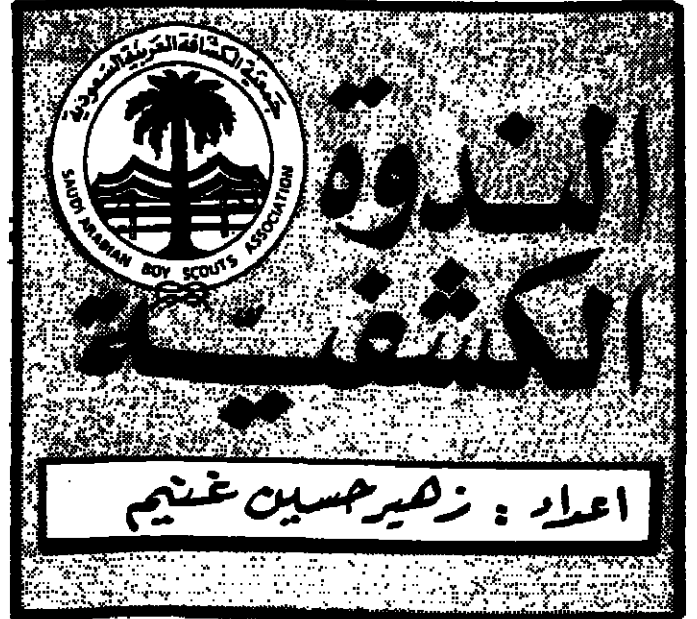 جمعية الكشافة العربية السعودية
SAUDI ARABIAN BOY SCOUTS ASSOCIATION
الندوة
الكشفية
اعداد : زهير حسين غنيم